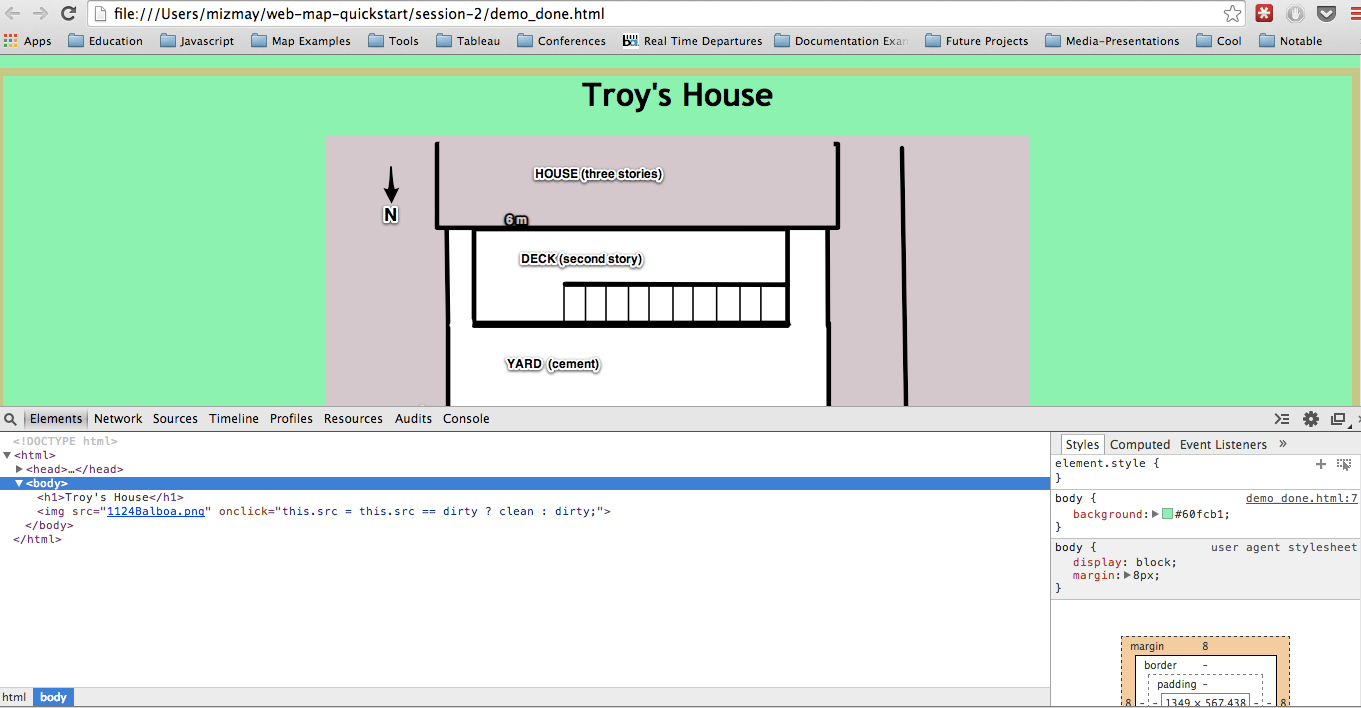 file:///Users/mizmay/web-map-quickstart/session-2/demo_done.html
Apps Education Javascript Map Examples Tools Tableau Conferences Real Time Departures Documentation Exar Future Projects Media-Presentations Cool Notable
Troy's House
HOUSE (three stories)
N
6 m
DECK (second story)
YARD (cement)
Elements Network Sources Timeline Profiles Resources Audits Console
<!DOCTYPE html>
▼<html>
▶<head>…</head>
▼<body>
<h1>Troy's House</h1>
<img src="1124Balboa.png" onclick="this.src = this.src == dirty ? clean : dirty;">
</body>
</html>
html body
Styles Computed Event Listeners »
element.style {
}
body { demo_done.html:7
background:▶#60fcb1;
}
body { user agent stylesheet
display: block;
margin:▶8px;
}
margin 8
border -
padding -
8 - - 1349 × 567.438 - - 8